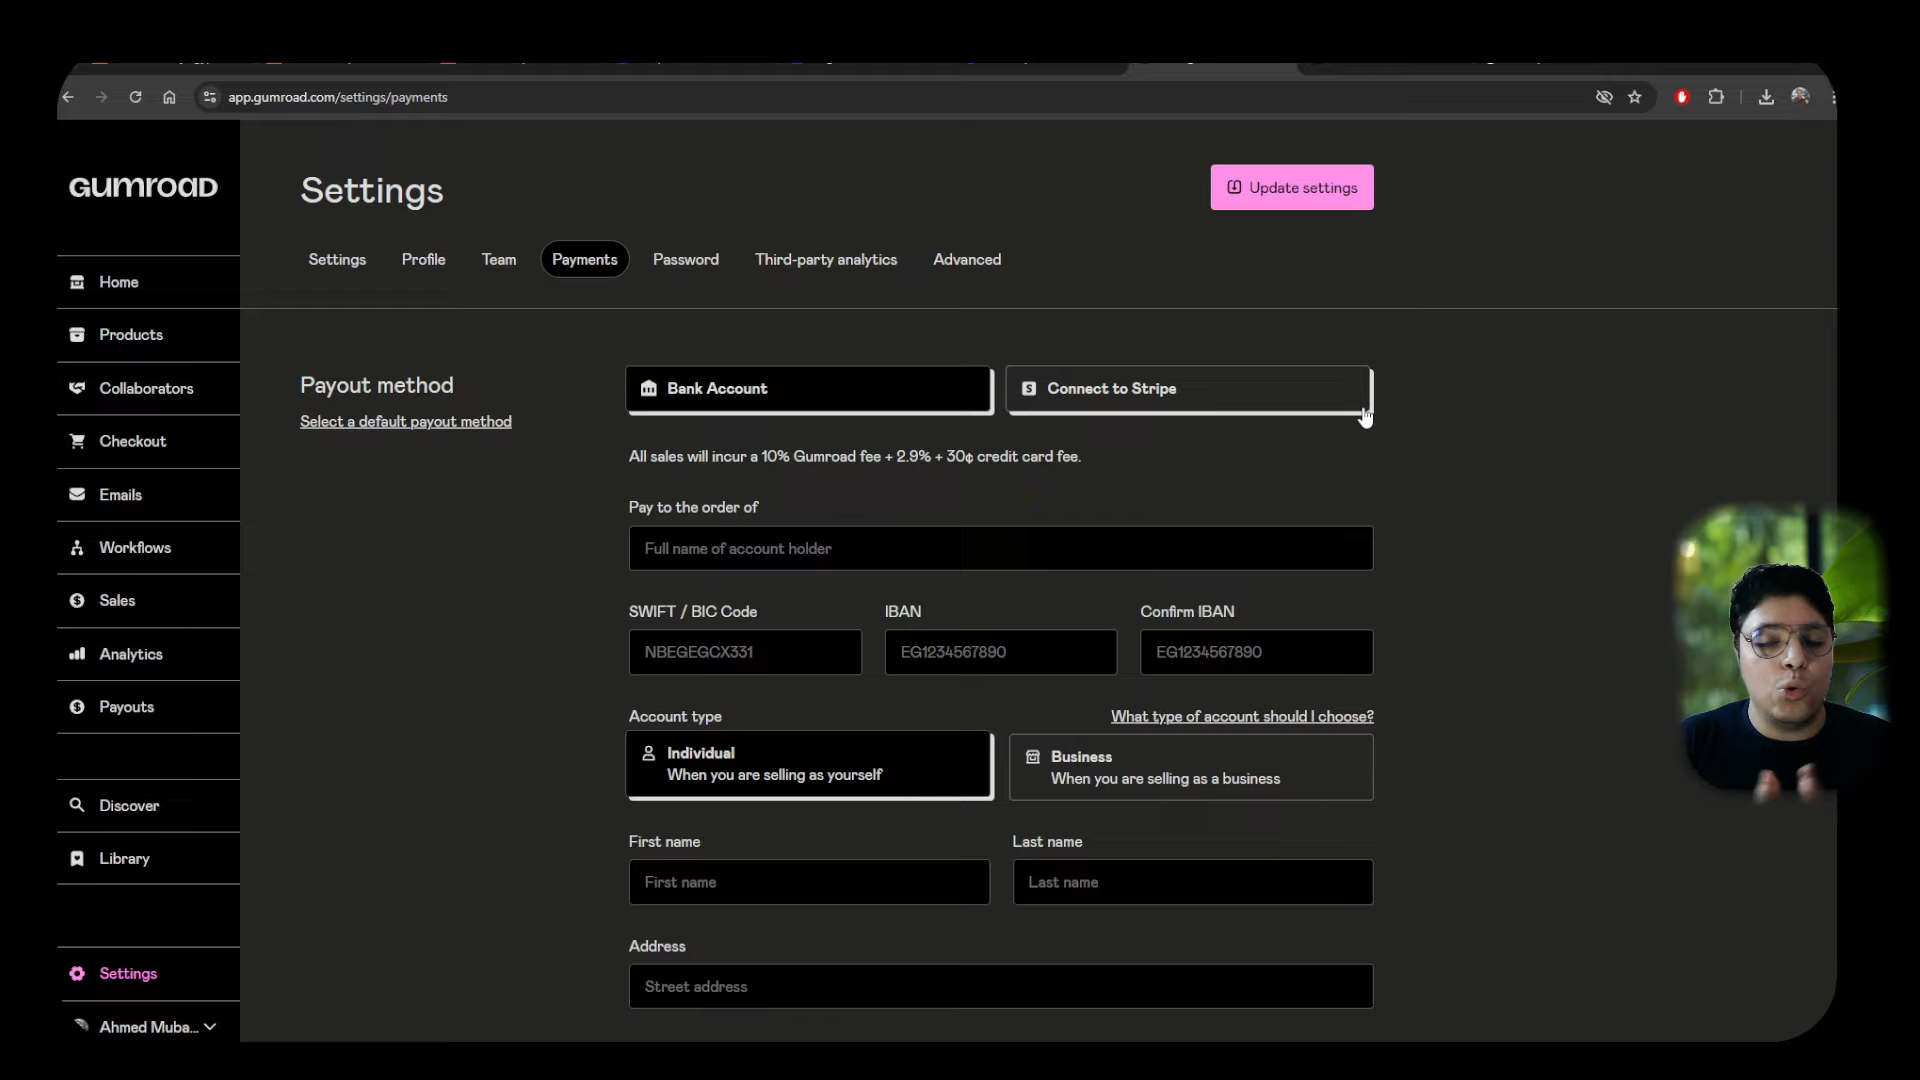 app.gumroad.com/settings/payments
GUMROAD
Settings
Update settings
Settings
Profile
Team
Payments
Password
Third-party analytics
Advanced
Home
Products
Collaborators
Checkout
Emails
Workflows
Sales
Analytics
Payouts
Discover
Library
Settings
Ahmed Muba...
Payout method
Select a default payout method
Bank Account
Connect to Stripe
All sales will incur a 10% Gumroad fee + 2.9% + 30¢ credit card fee.
Pay to the order of
Full name of account holder
SWIFT / BIC Code
IBAN
Confirm IBAN
NBEGEGCX331
EG1234567890
EG1234567890
Account type
What type of account should I choose?
Individual
When you are selling as yourself
Business
When you are selling as a business
First name
Last name
First name
Last name
Address
Street address